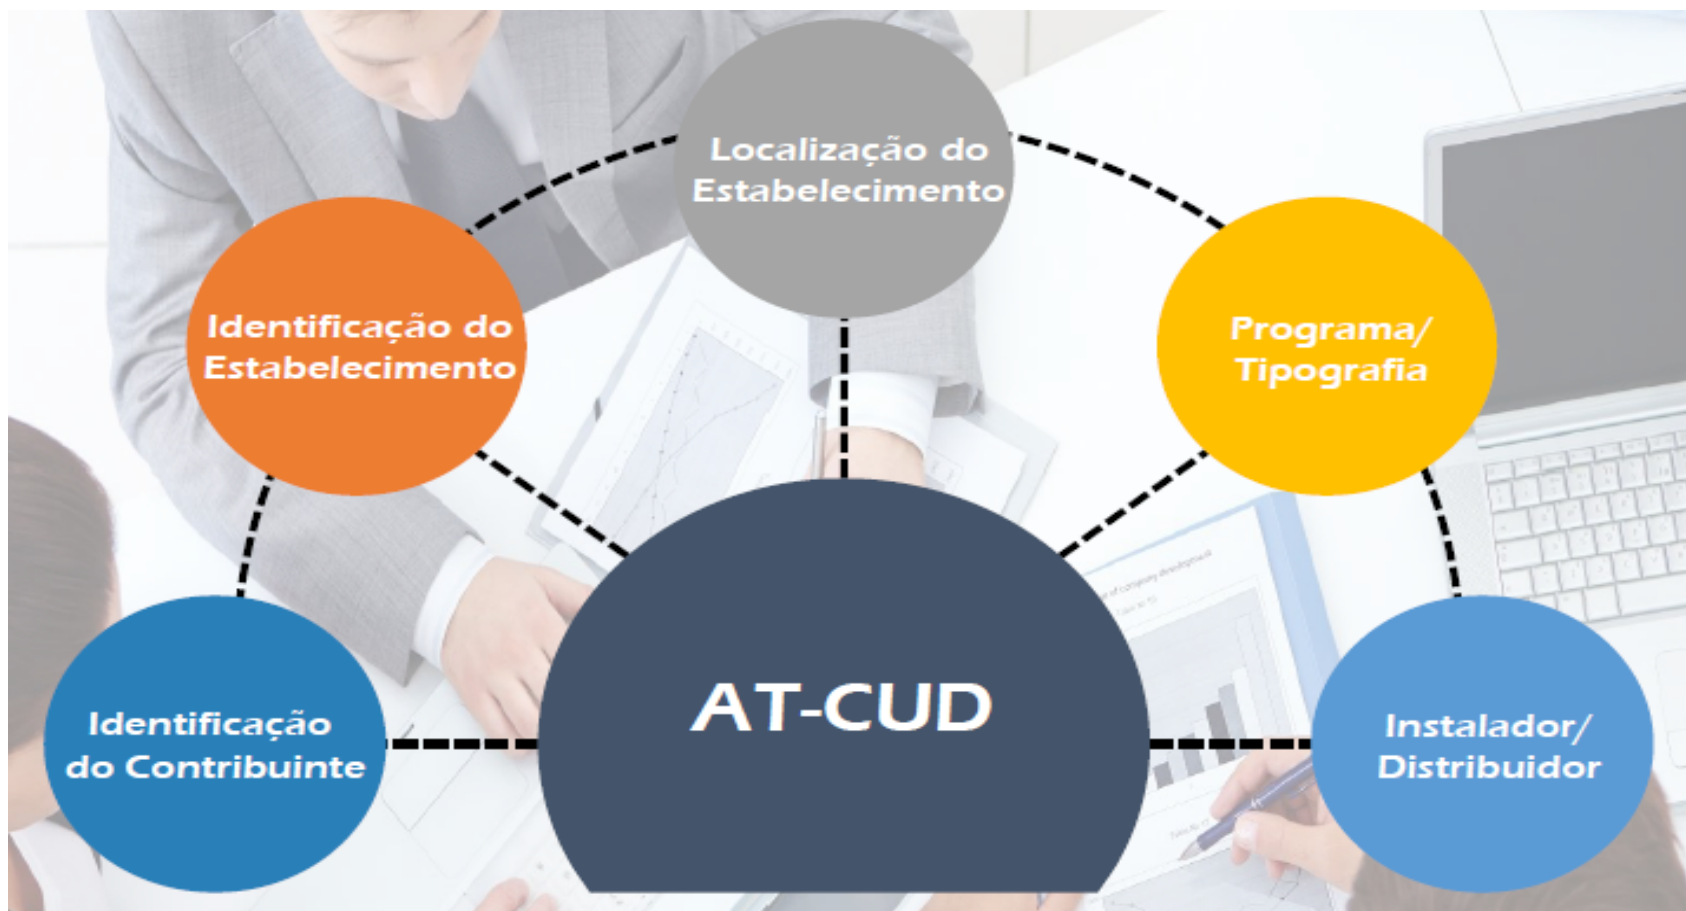 Localização do
Estabelecimento
Identificação do
Estabelecimento
Programa/
Tipografia
AT-CUD
Identificação
do Contribuinte
Instalador/
Distribuidor